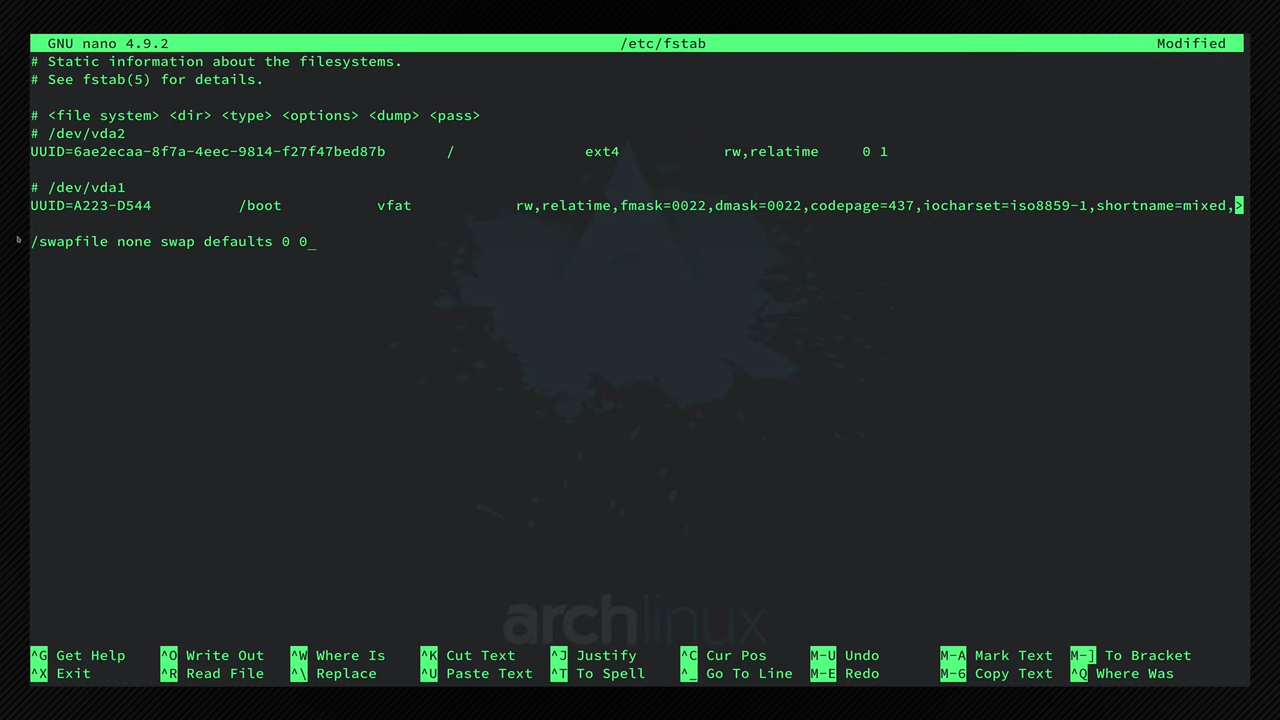 GNU nano 4.9.2 /etc/fstab Modified
# Static information about the filesystems.
# See fstab(5) for details.
# <file system> <dir> <type> <options> <dump> <pass>
# /dev/vda2
UUID=6ae2ecaa-8f7a-4eec-9814-f27f47bed87b / ext4 rw,relatime 0 1
# /dev/vda1
UUID=A223-D544 /boot vfat rw,relatime,fmask=0022,dmask=0022,codepage=437,iocharset=iso8859-1,shortname=mixed,>
/swapfile none swap defaults 0 0_
archlinux
^G Get Help ^O Write Out ^W Where Is ^K Cut Text ^J Justify ^C Cur Pos M-U Undo M-A Mark Text M-] To Bracket
^X Exit ^R Read File ^\ Replace ^U Paste Text ^T To Spell ^_ Go To Line M-E Redo M-6 Copy Text ^Q Where Was